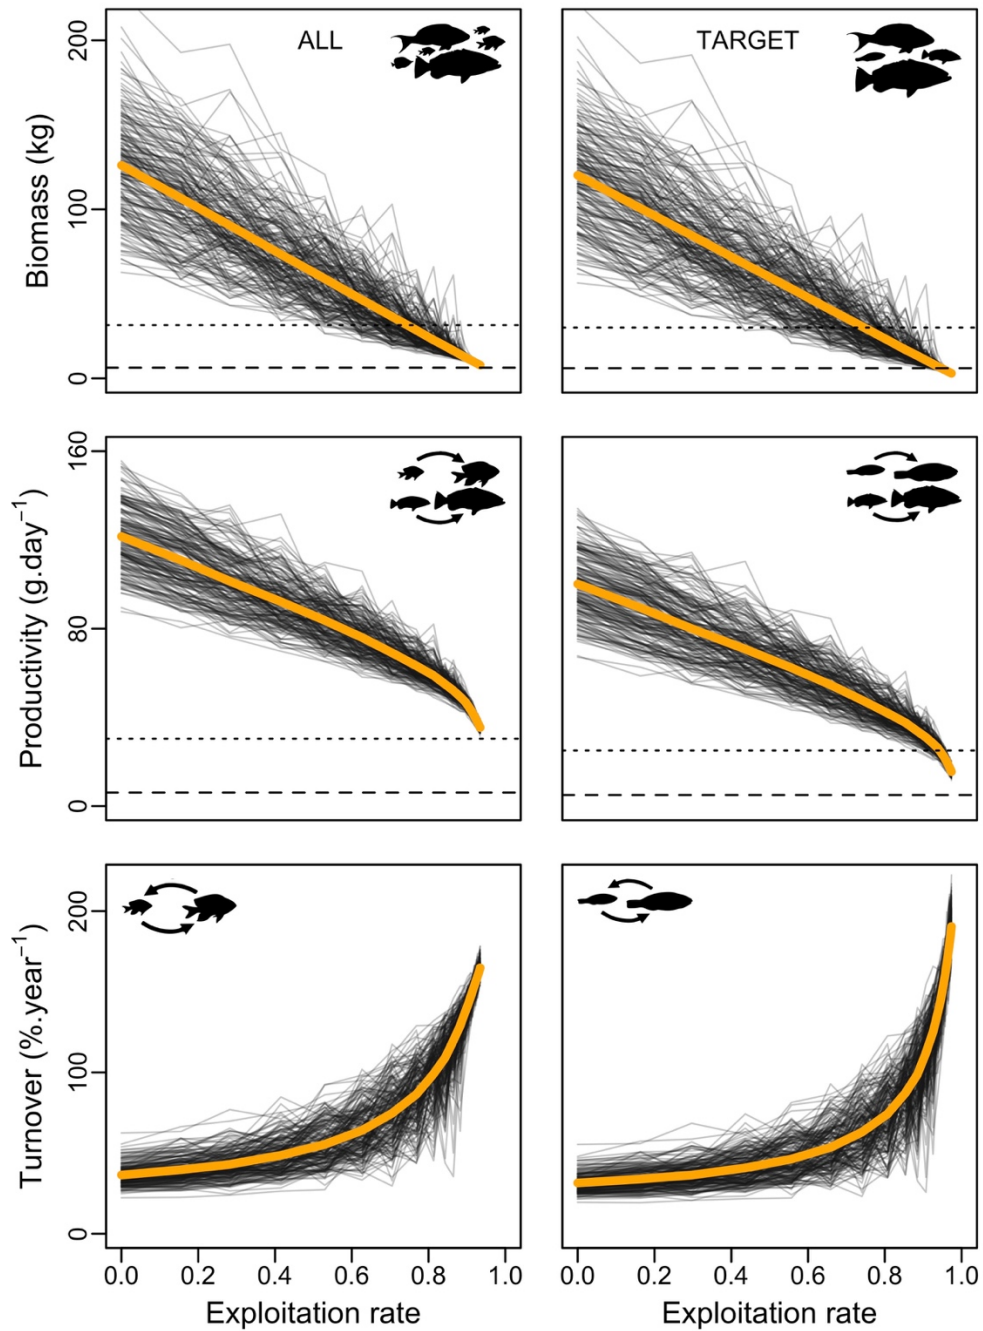 ALL
TARGET
Biomass (kg)
200
100
0
Productivity (g.day⁻¹)
160
80
0
Turnover (%.year⁻¹)
200
100
0
0.0 0.2 0.4 0.6 0.8 1.0
0.0 0.2 0.4 0.6 0.8 1.0
Exploitation rate
Exploitation rate